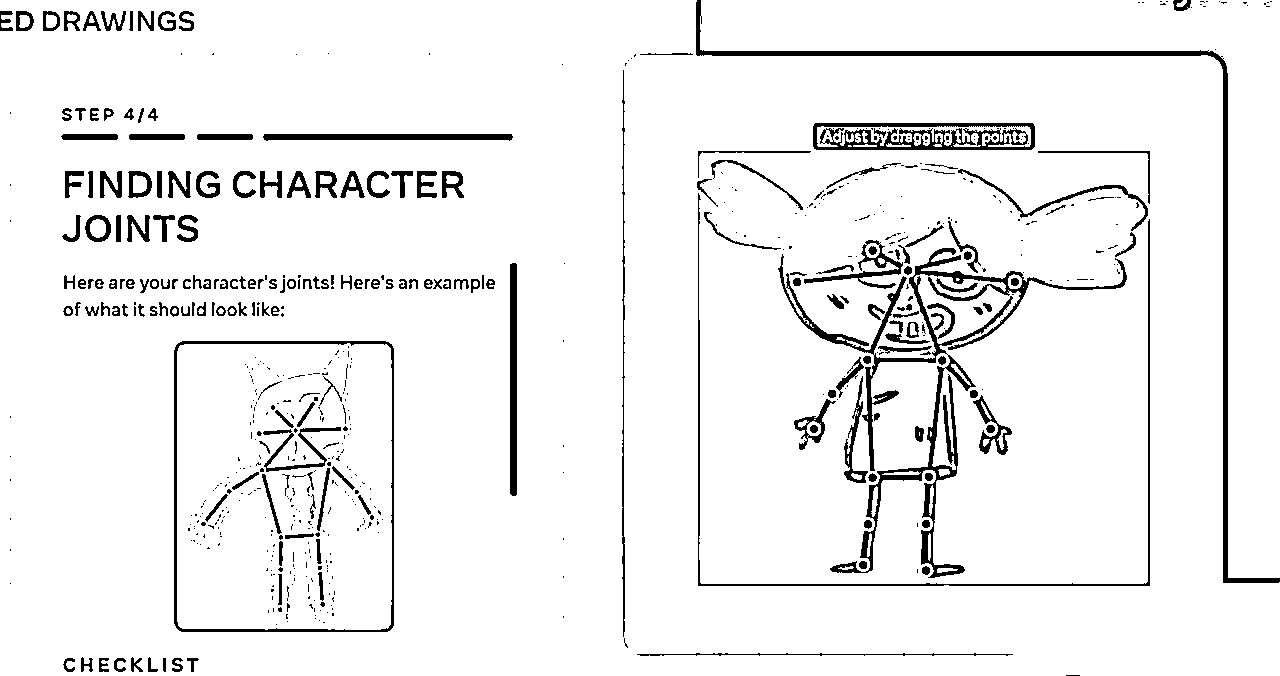 ED DRAWINGS
STEP 4/4
FINDING CHARACTER
JOINTS
Here are your character's joints! Here's an example
of what it should look like:
CHECKLIST
Adjust by dragging the points